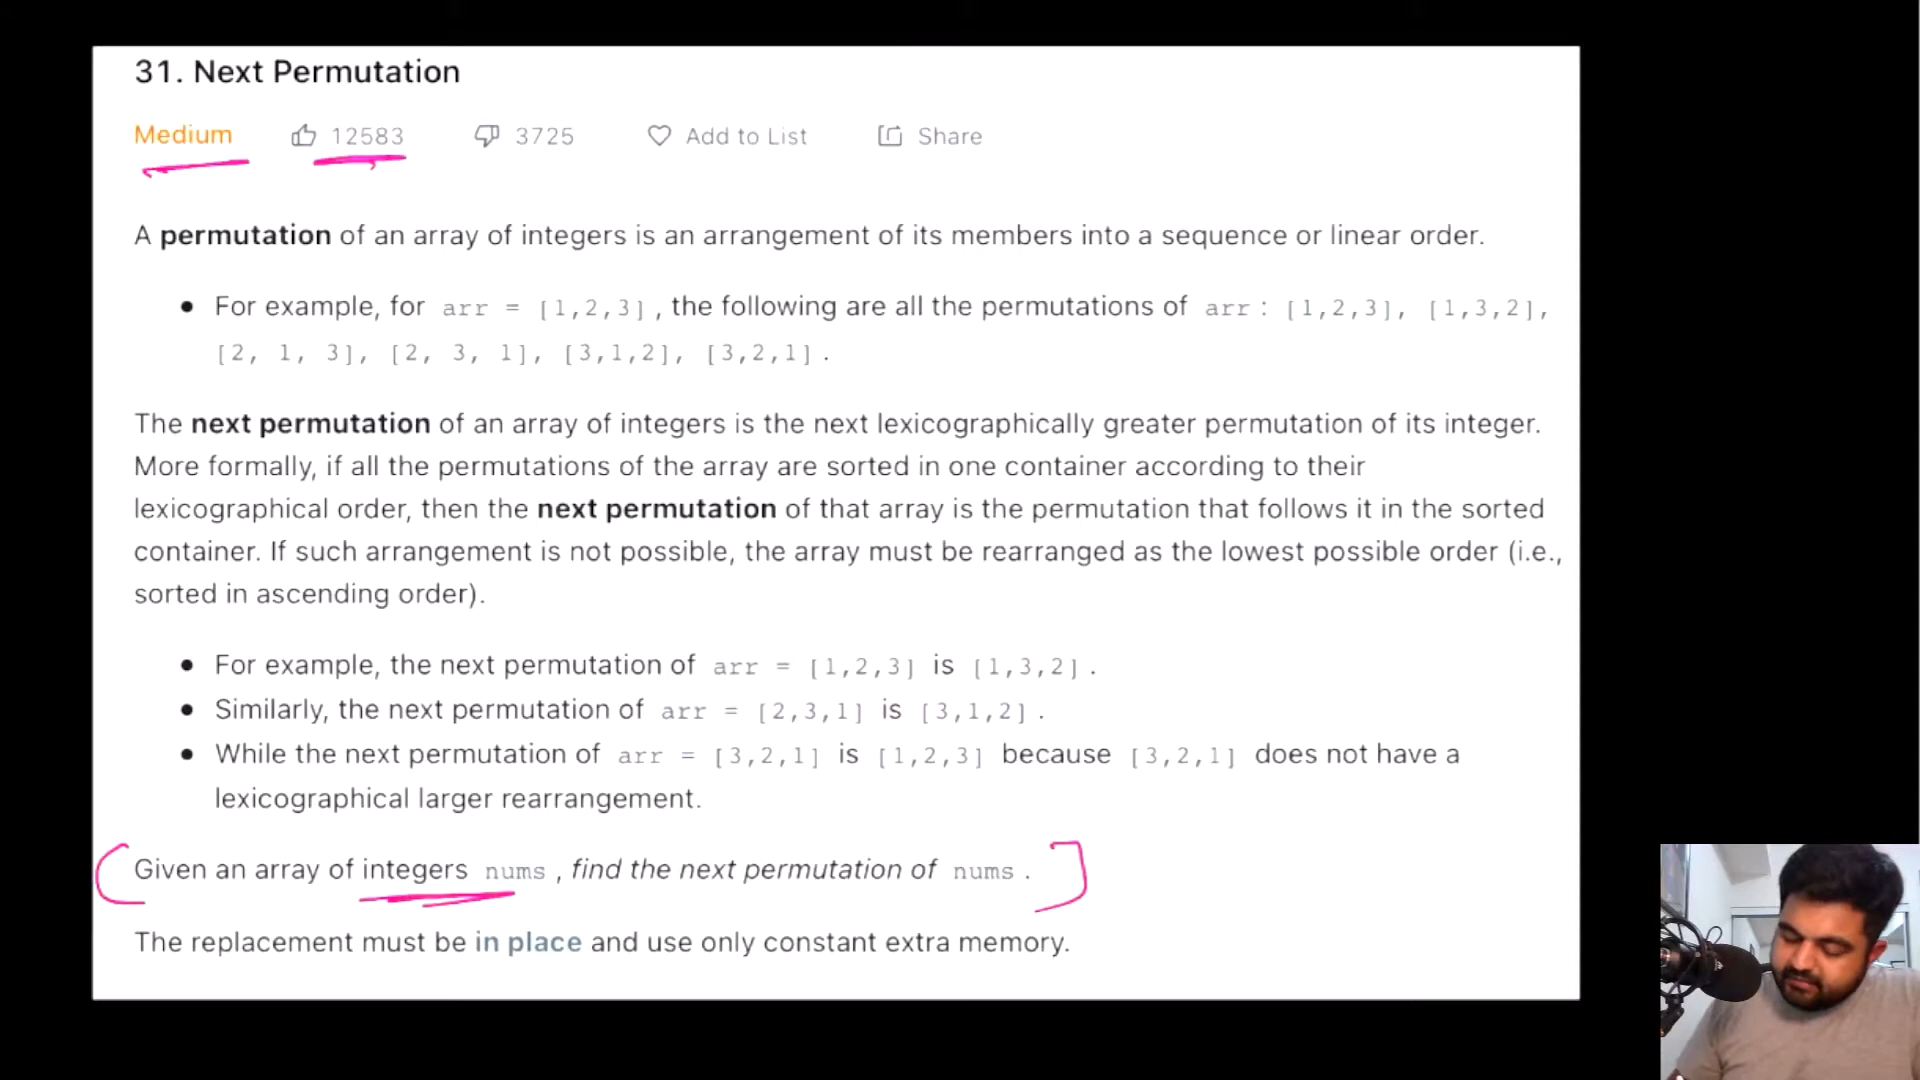 31. Next Permutation
Medium 12583 3725 Add to List Share
A permutation of an array of integers is an arrangement of its members into a sequence or linear order.
• For example, for arr = [1,2,3], the following are all the permutations of arr: [1,2,3], [1,3,2],
[2, 1, 3], [2, 3, 1], [3,1,2], [3,2,1].
The next permutation of an array of integers is the next lexicographically greater permutation of its integer.
More formally, if all the permutations of the array are sorted in one container according to their
lexicographical order, then the next permutation of that array is the permutation that follows it in the sorted
container. If such arrangement is not possible, the array must be rearranged as the lowest possible order (i.e.,
sorted in ascending order).
• For example, the next permutation of arr = [1,2,3] is [1,3,2].
• Similarly, the next permutation of arr = [2,3,1] is [3,1,2].
• While the next permutation of arr = [3,2,1] is [1,2,3] because [3,2,1] does not have a
lexicographical larger rearrangement.
Given an array of integers nums, find the next permutation of nums.
The replacement must be in place and use only constant extra memory.